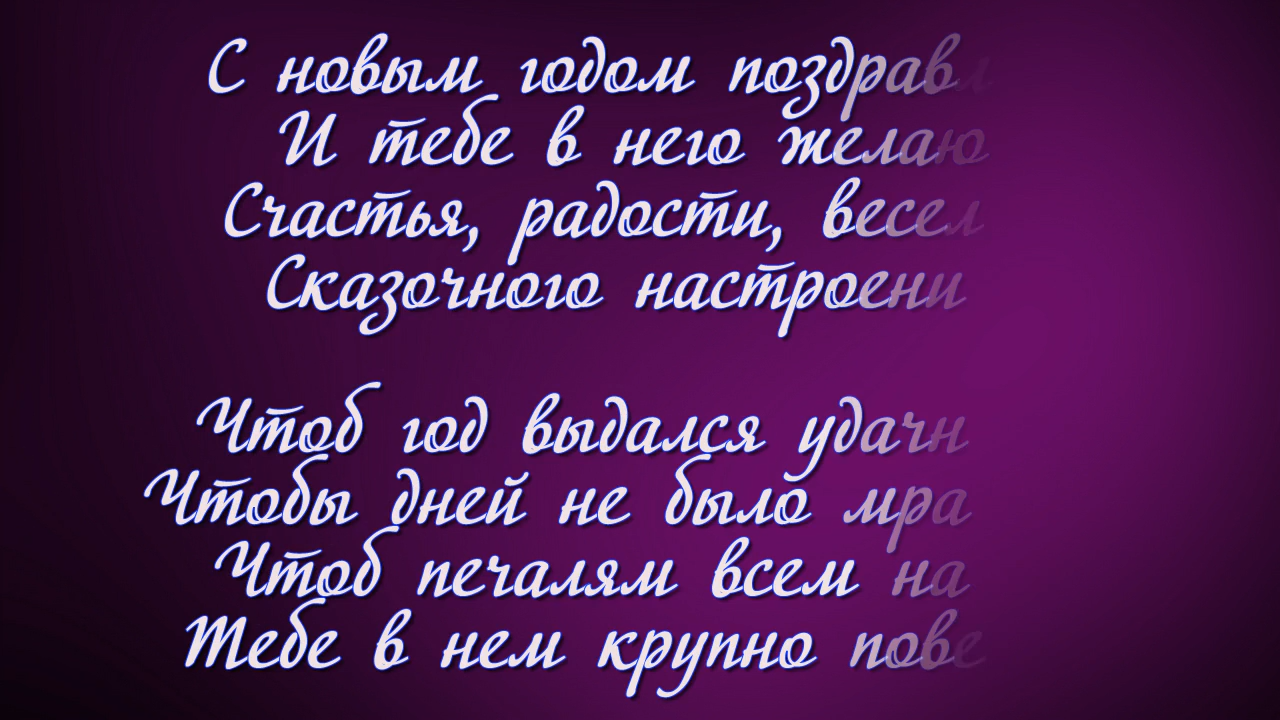 С новым годом поздравл
И тебе в него желаю
Счастья, радости, весел
Сказочного настроени
Чтоб год выдался удачн
Чтобы дней не было мра
Чтоб печалям всем на
Тебе в нем крупно пове